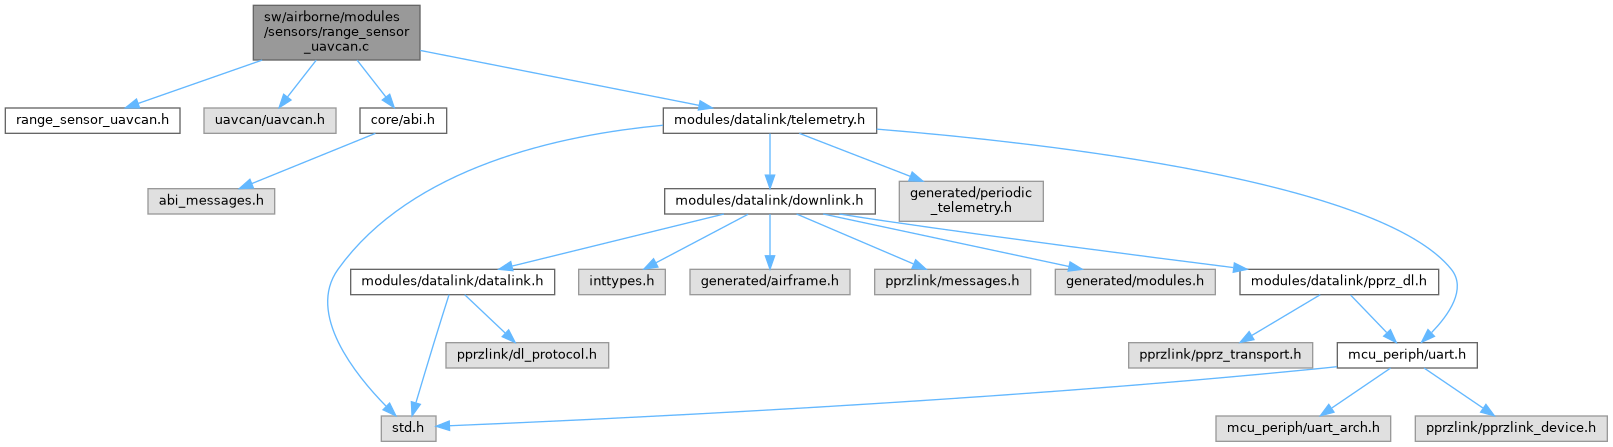 sw/airborne/modules
/sensors/range_sensor
_uavcan.c
range_sensor_uavcan.h
uavcan/uavcan.h
core/abi.h
modules/datalink/telemetry.h
abi_messages.h
modules/datalink/downlink.h
generated/periodic
_telemetry.h
modules/datalink/datalink.h
inttypes.h
generated/airframe.h
pprzlink/messages.h
generated/modules.h
modules/datalink/pprz_dl.h
pprzlink/dl_protocol.h
pprzlink/pprz_transport.h
mcu_periph/uart.h
std.h
mcu_periph/uart_arch.h
pprzlink/pprzlink_device.h